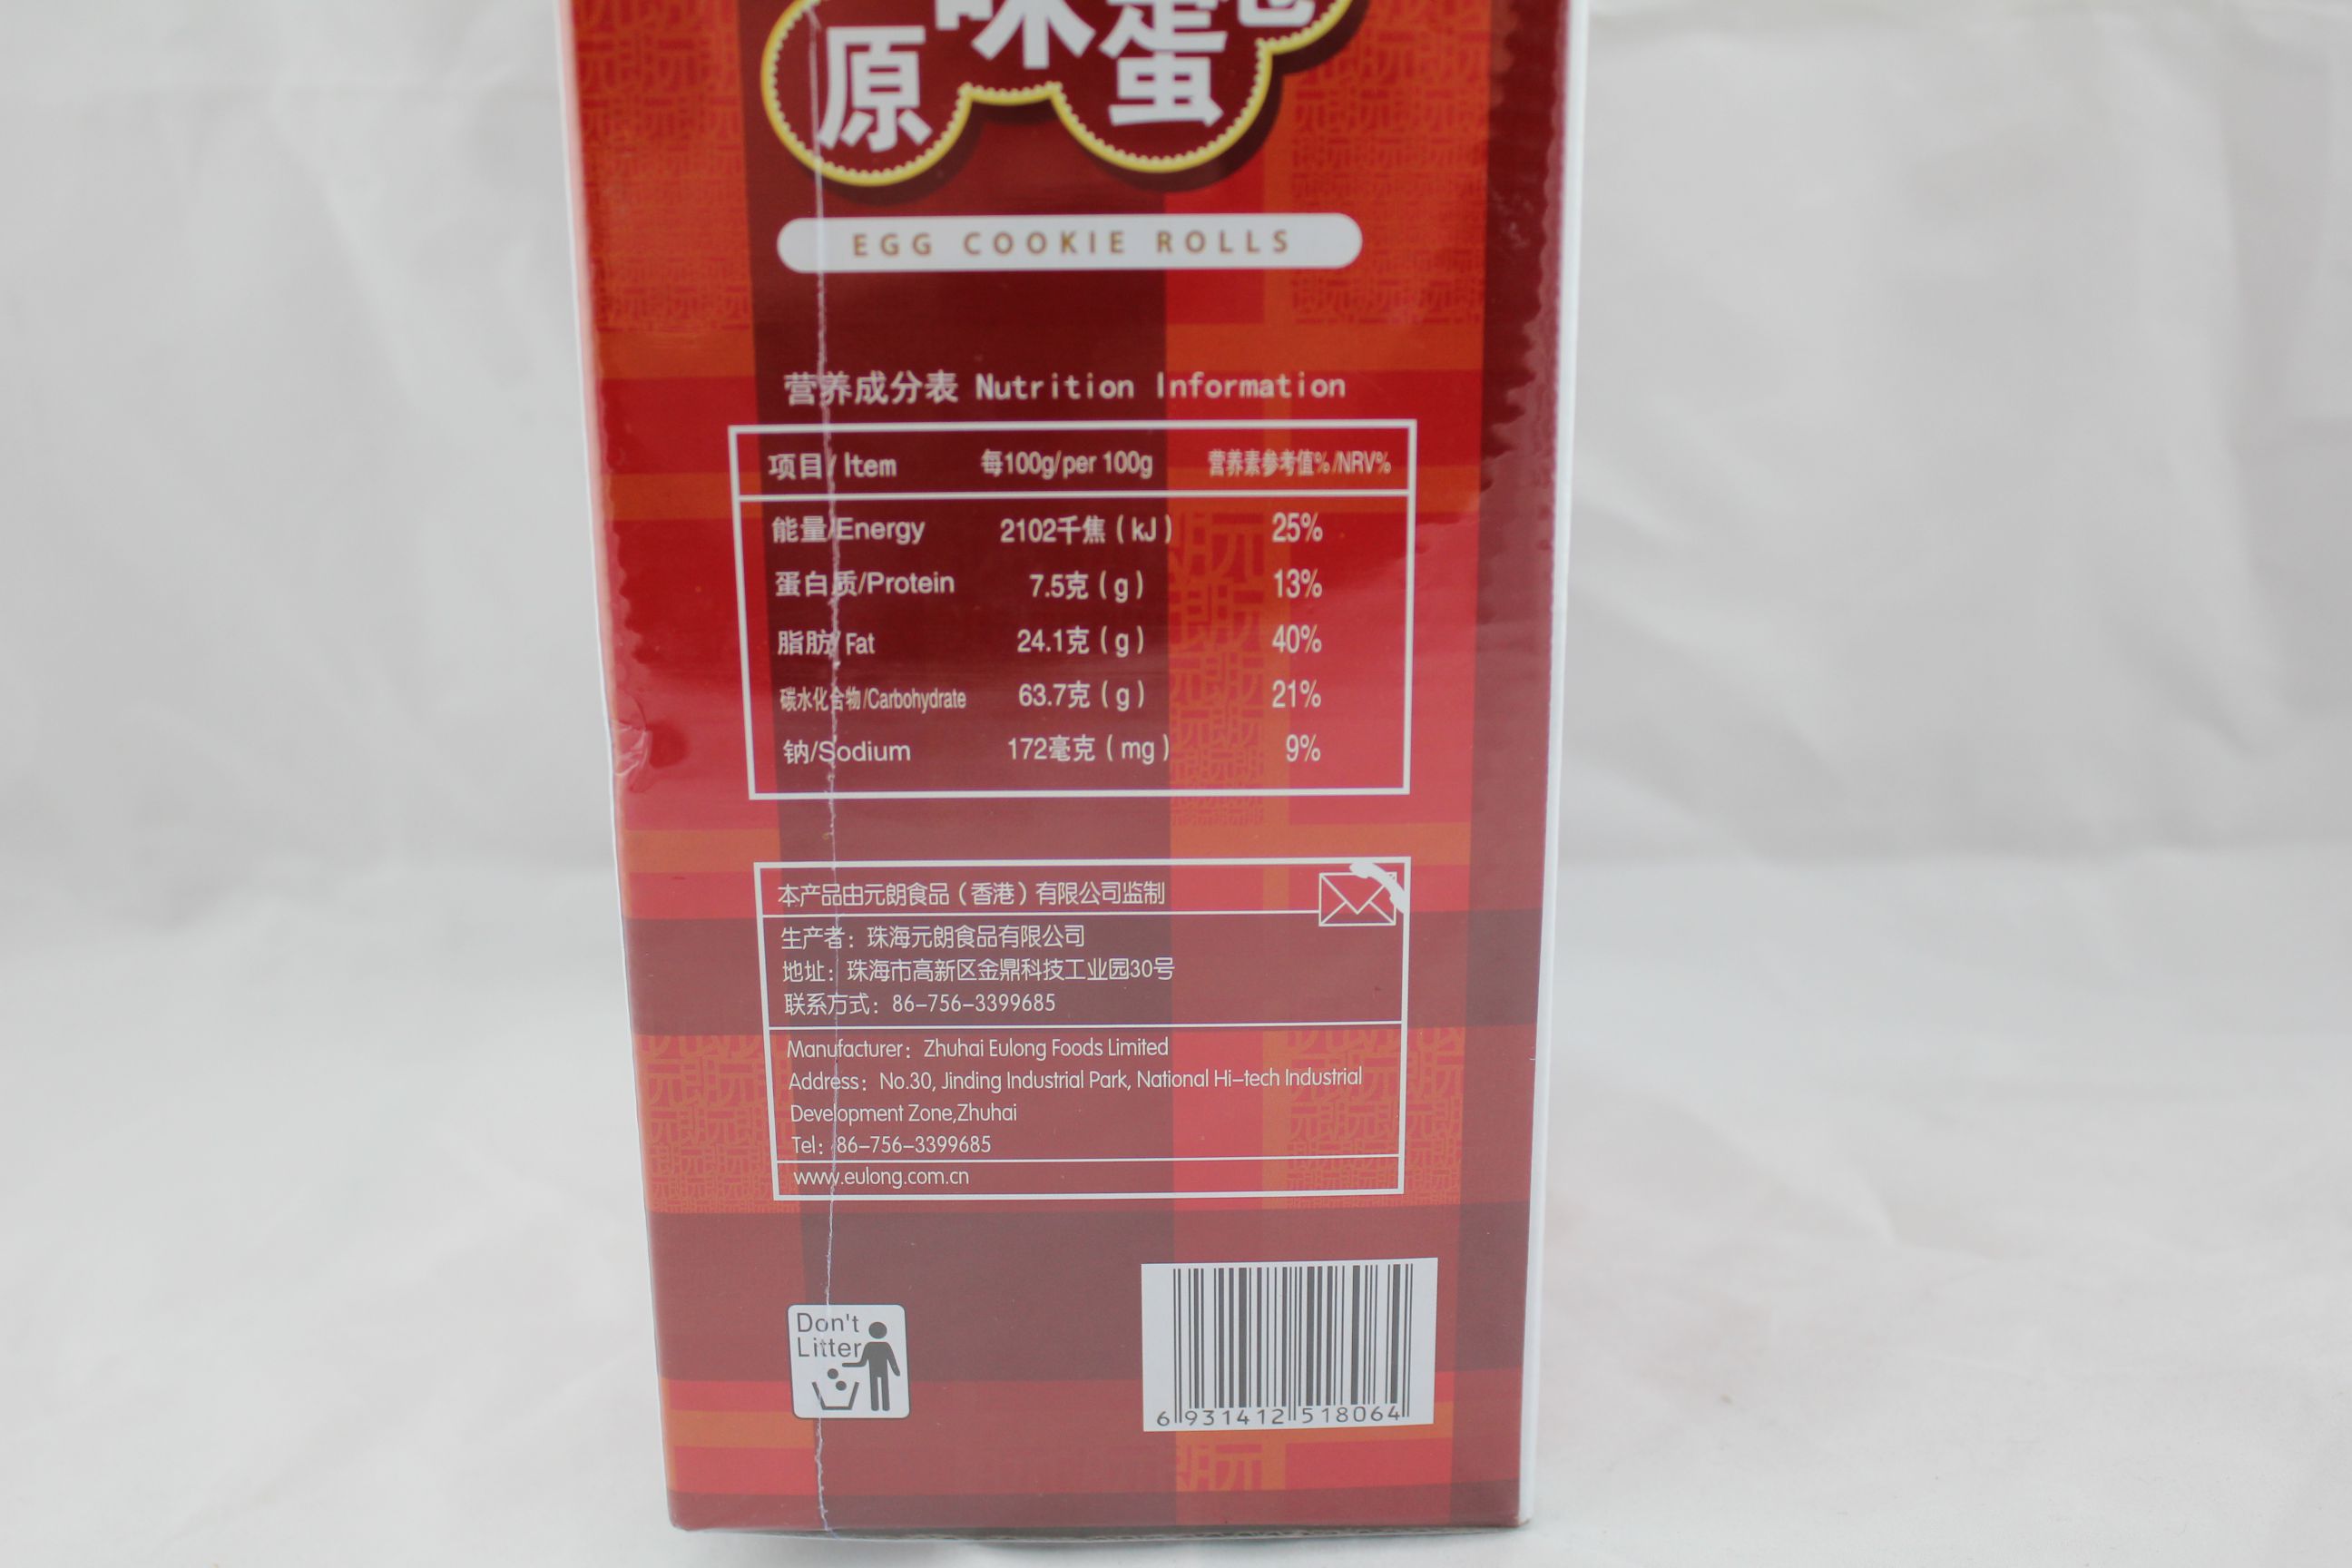 原味蛋
EGG COOKIE ROLLS
营养成分表 Nutrition Information
项目/ Item 每100g/per 100g 营养素参考值%/NRV%
能量/Energy 2102千焦(kJ) 25%
蛋白质/Protein 7.5克(g) 13%
脂肪/ Fat 24.1克(g) 40%
碳水化合物/Carbohydrate 63.7克(g) 21%
钠/Sodium 172毫克(mg) 9%
本产品由元朗食品(香港)有限公司监制
生产者: 珠海元朗食品有限公司
地址: 珠海市高新区金鼎科技工业园30号
联系方式: 86-756-3399685
Manufacturer: Zhuhai Eulong Foods Limited
Address: No.30, Jinding Industrial Park, National Hi-tech Industrial
Development Zone,Zhuhai
Tel: 86-756-3399685
www.eulong.com.cn
Don't
Litter
6 931412 518064